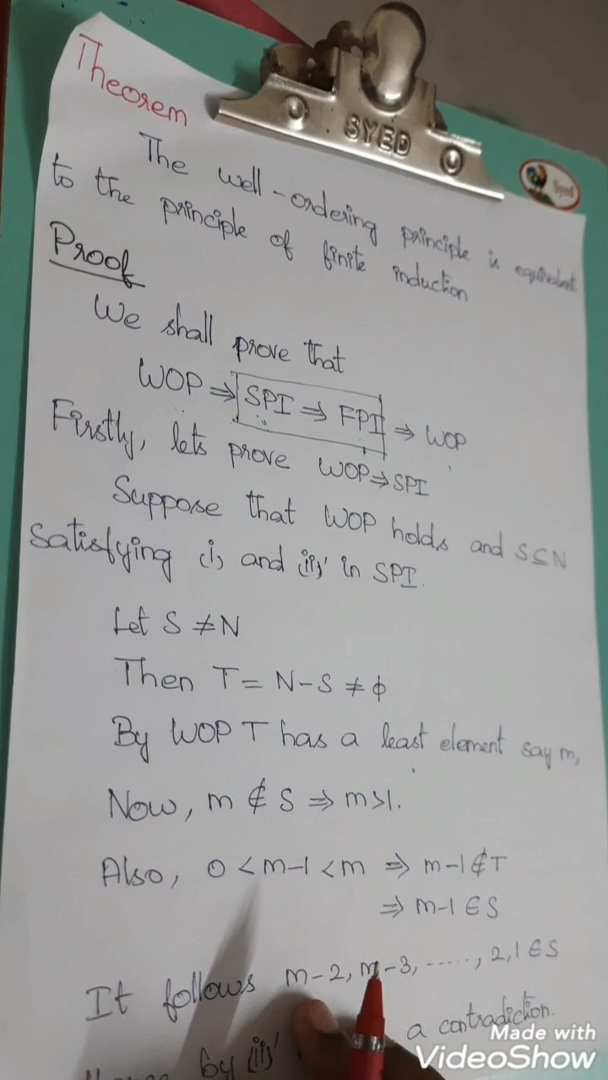 Theorem
SYED
Syed
The well-ordering principle is equivalent
to the principle of finite induction
Proof
We shall prove that
WOP ⇒ SPI ⇒ FPI ⇒ WOP
Firstly, lets prove WOP⇒SPI
Suppose that WOP holds and S⊆N
satisfying (i) and (ii)' in SPI.
Let S ≠ N
Then T = N-S ≠ ϕ
By WOP T has a least element say m,
Now, m ∉ S ⇒ m>1.
Also, 0 < m-1 < m ⇒ m-1 ∉ T
⇒ m-1 ∈ S
It follows m-2, m-3, ....., 2,1 ∈ S
by (ii)' a contradiction.
Made with
VideoShow